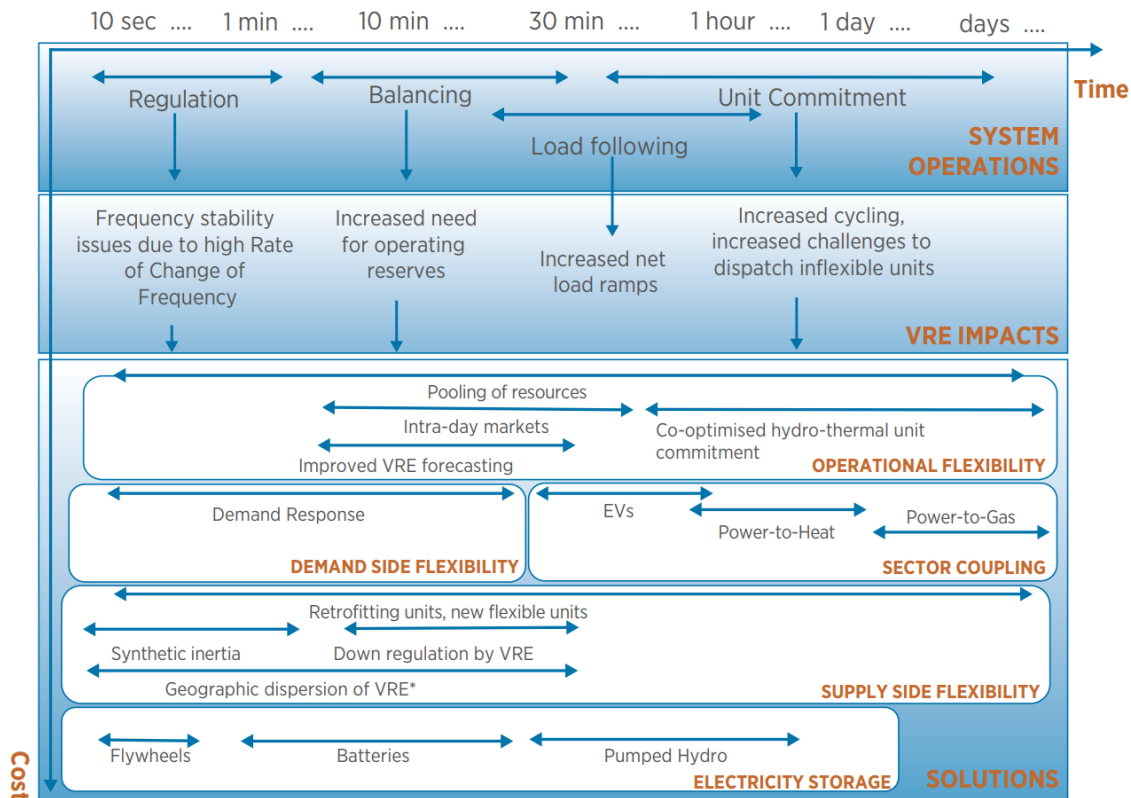 10 sec .... 1 min .... 10 min .... 30 min .... 1 hour .... 1 day .... days ....
Time
Regulation
Balancing
Unit Commitment
Load following
SYSTEM
OPERATIONS
Frequency stability
issues due to high Rate
of Change of
Frequency
Increased need
for operating
reserves
Increased net
load ramps
Increased cycling,
increased challenges to
dispatch inflexible units
VRE IMPACTS
Pooling of resources
Intra-day markets
Improved VRE forecasting
Co-optimised hydro-thermal unit
commitment
OPERATIONAL FLEXIBILITY
Demand Response
DEMAND SIDE FLEXIBILITY
EVs
Power-to-Heat
Power-to-Gas
SECTOR COUPLING
Retrofitting units, new flexible units
Synthetic inertia
Down regulation by VRE
Geographic dispersion of VRE*
SUPPLY SIDE FLEXIBILITY
Flywheels
Batteries
Pumped Hydro
ELECTRICITY STORAGE
SOLUTIONS
Cost